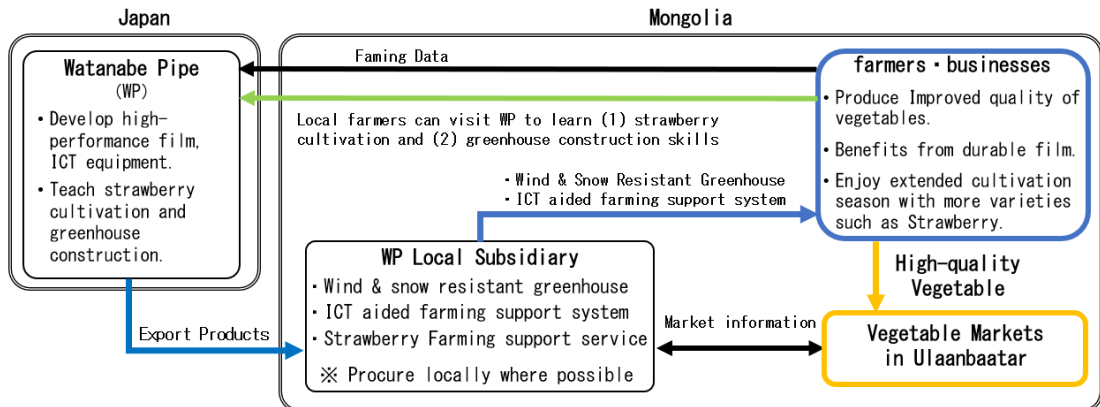 Japan
Mongolia
Watanabe Pipe
(WP)
・Develop high-
performance film,
ICT equipment.
・Teach strawberry
cultivation and
greenhouse
construction.
Faming Data
Local farmers can visit WP to learn (1) strawberry
cultivation and (2) greenhouse construction skills
farmers・businesses
・Produce Improved quality of
vegetables.
・Benefits from durable film.
・Enjoy extended cultivation
season with more varieties
such as Strawberry.
・Wind & Snow Resistant Greenhouse
・ICT aided farming support system
WP Local Subsidiary
・Wind & snow resistant greenhouse
・ICT aided farming support system
・Strawberry Farming support service
※ Procure locally where possible
Export Products
Market information
High-quality
Vegetable
Vegetable Markets
in Ulaanbaatar